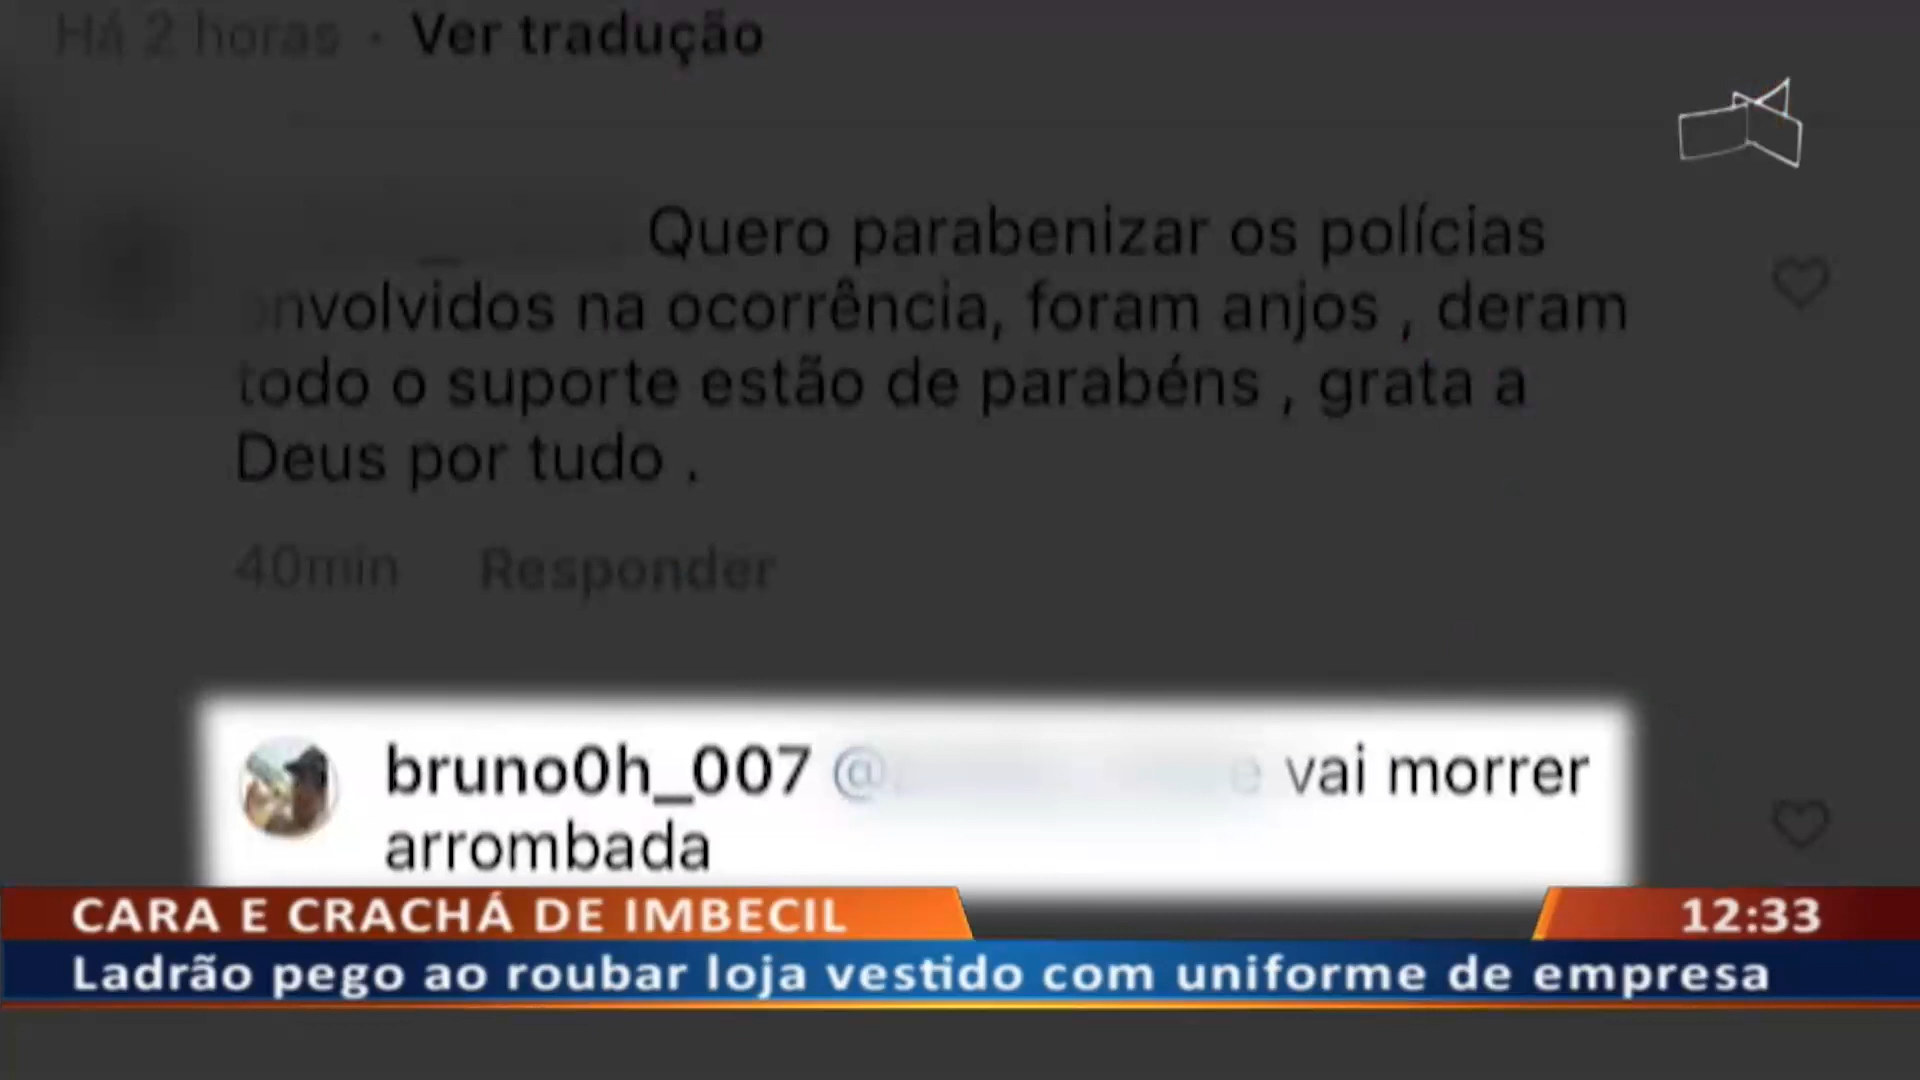 Há 2 horas · Ver tradução
Quero parabenizar os polícias
envolvidos na ocorrência, foram anjos , deram
todo o suporte estão de parabéns , grata a
Deus por tudo .
40min Responder
bruno0h_007 @ vai morrer
arrombada
CARA E CRACHÁ DE IMBECIL
12:33
Ladrão pego ao roubar loja vestido com uniforme de empresa